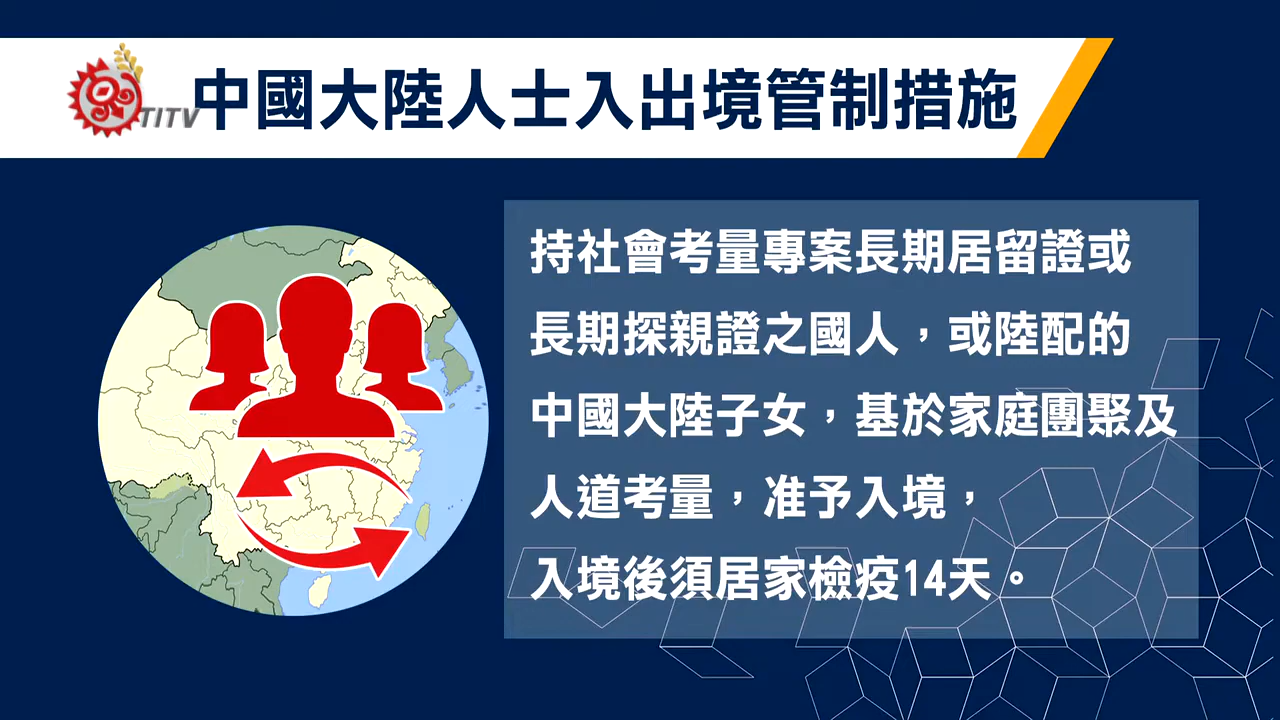 TITV
中國大陸人士入出境管制措施
持社會考量專案長期居留證或
長期探親證之國人，或陸配的
中國大陸子女，基於家庭團聚及
人道考量，准予入境，
入境後須居家檢疫14天。